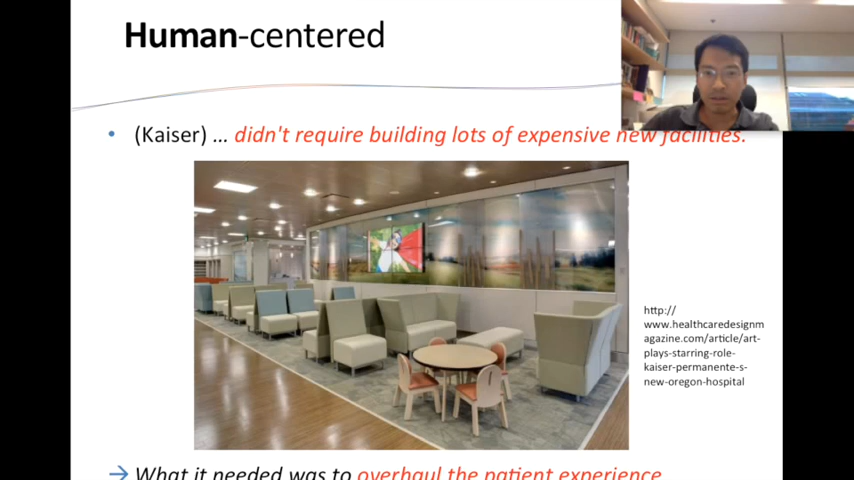 Human-centered
• (Kaiser) ... didn't require building lots of expensive new facilities.
http://
www.healthcaredesignm
agazine.com/article/art-
plays-starring-role-
kaiser-permanente-s-
new-oregon-hospital
→ What it needed was to overhaul the patient experience